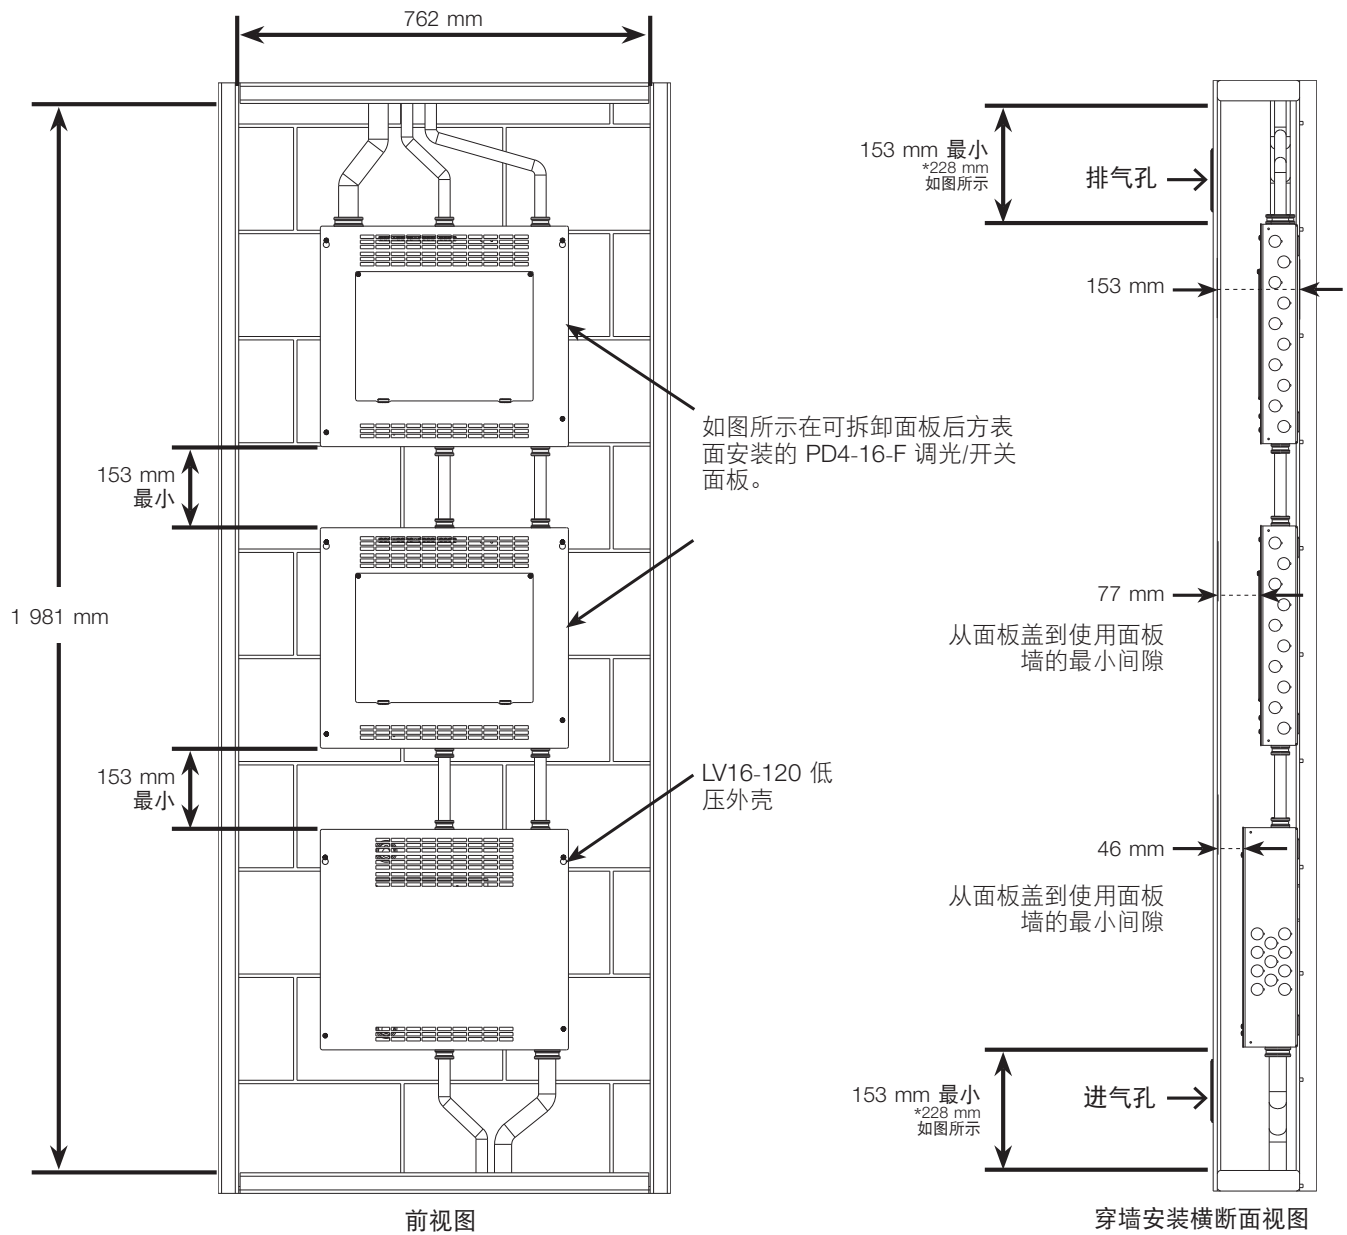 762 mm
153 mm 最小
*228 mm
如图所示
排气孔
153 mm
如图所示在可拆卸面板后方表
面安装的 PD4-16-F 调光/开关
面板。
153 mm
最小
1 981 mm
77 mm
从面板盖到使用面板
墙的最小间隙
153 mm
最小
LV16-120 低
压外壳
46 mm
从面板盖到使用面板
墙的最小间隙
153 mm 最小
*228 mm
如图所示
进气孔
前视图
穿墙安装横断面视图